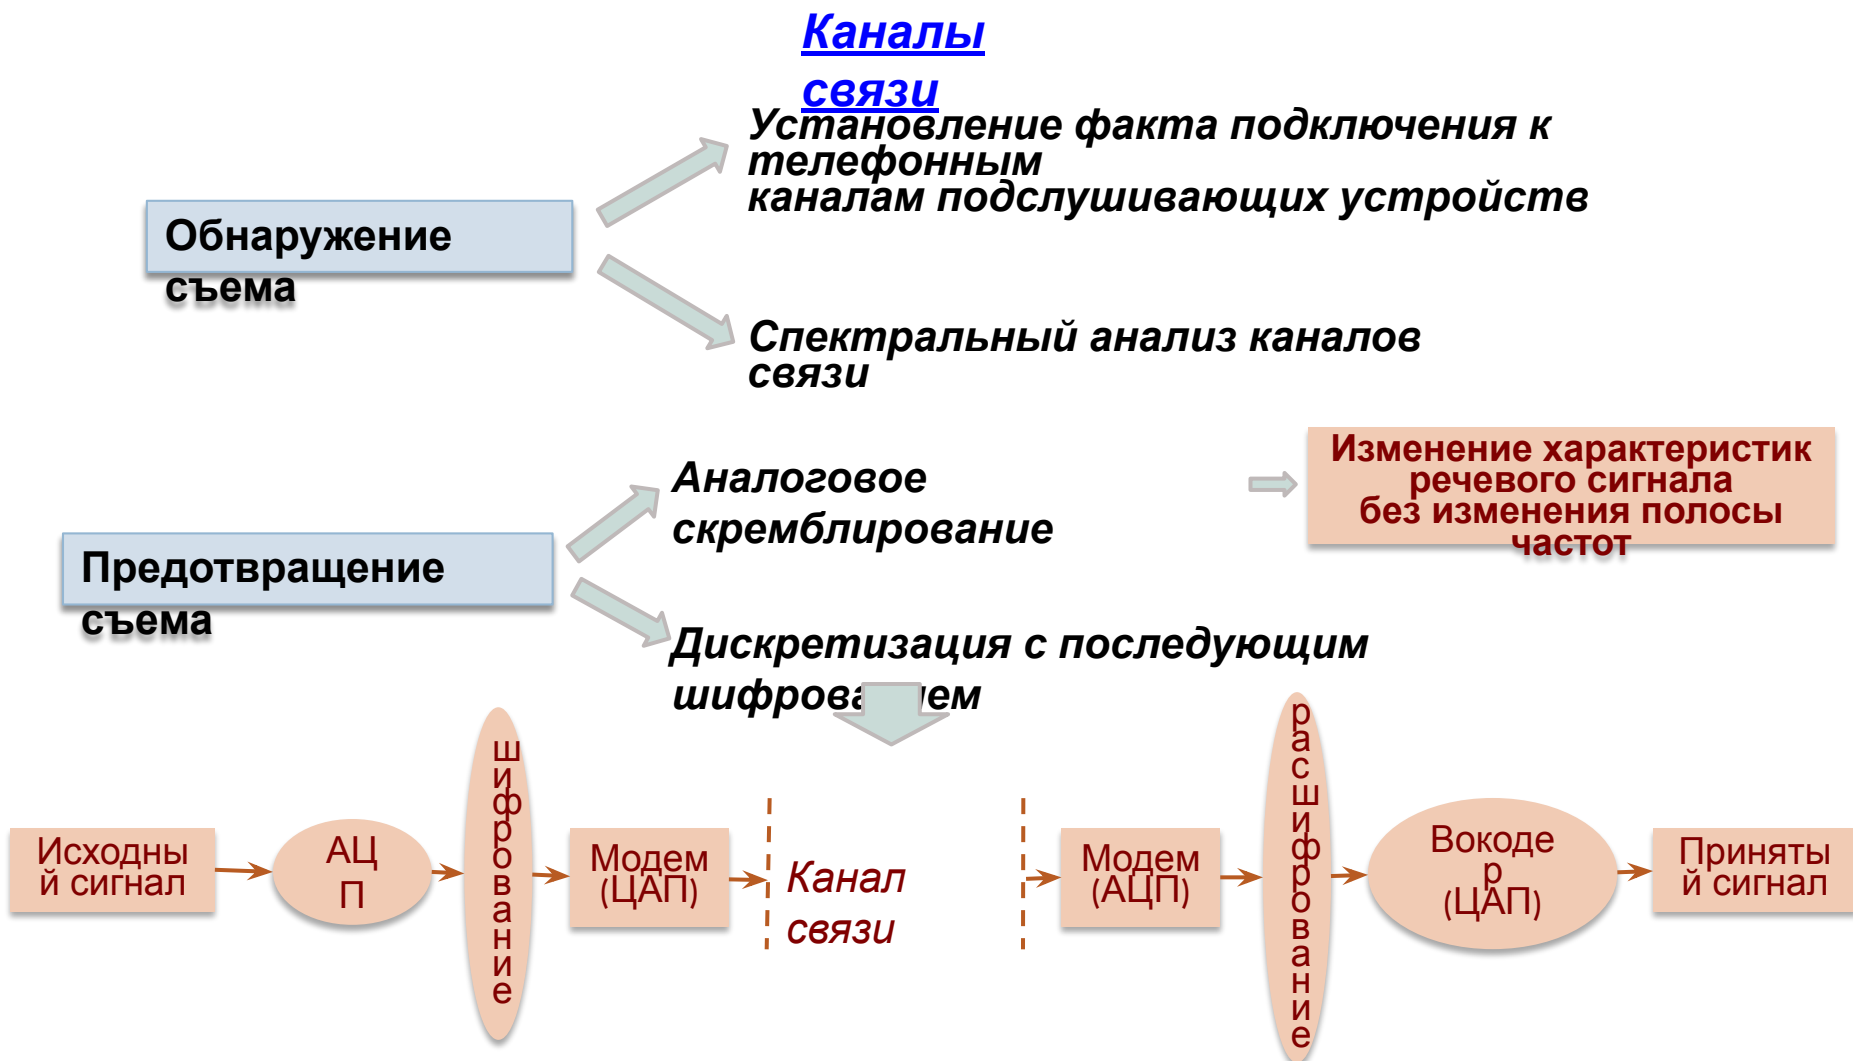 Каналы
связи
Установление факта подключения к
телефонным
каналам подслушивающих устройств
Обнаружение
съема
Спектральный анализ каналов
связи
Аналоговое
скремблирование
Изменение характеристик
речевого сигнала
без изменения полосы
частот
Предотвращение
съема
Дискретизация с последующим
Исходны
й сигнал
АЦ
П
шифрование
Модем
(ЦАП)
Канал
связи
Модем
(АЦП)
расшифрование
Вокоде
р
(ЦАП)
Приняты
й сигнал